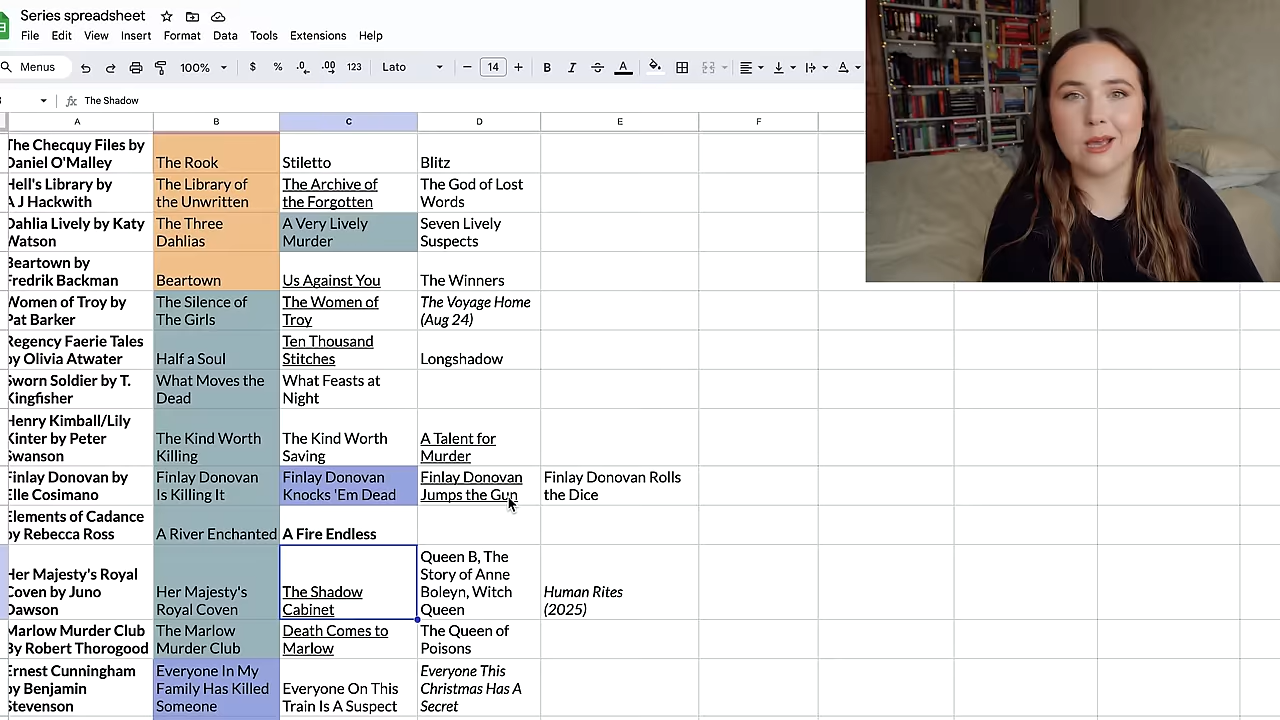 Series spreadsheet
File Edit View Insert Format Data Tools Extensions Help
Menus 100% $ % .0 .00 123 Lato 14 B I A A
fx The Shadow
A B C D E F
The Checquy Files by
Daniel O'Malley
The Rook
Stiletto
Blitz
Hell's Library by
A J Hackwith
The Library of
the Unwritten
The Archive of
the Forgotten
The God of Lost
Words
Dahlia Lively by Katy
Watson
The Three
Dahlias
A Very Lively
Murder
Seven Lively
Suspects
Beartown by
Fredrik Backman
Beartown
Us Against You
The Winners
Women of Troy by
Pat Barker
The Silence of
The Girls
The Women of
Troy
The Voyage Home
(Aug 24)
Regency Faerie Tales
by Olivia Atwater
Half a Soul
Ten Thousand
Stitches
Longshadow
Sworn Soldier by T.
Kingfisher
What Moves the
Dead
What Feasts at
Night
Henry Kimball/Lily
Kinter by Peter
Swanson
The Kind Worth
Killing
The Kind Worth
Saving
A Talent for
Murder
Finlay Donovan by
Elle Cosimano
Finlay Donovan
Is Killing It
Finlay Donovan
Knocks 'Em Dead
Finlay Donovan
Jumps the Gun
Finlay Donovan Rolls
the Dice
Elements of Cadance
by Rebecca Ross
A River Enchanted
A Fire Endless
Her Majesty's Royal
Coven by Juno
Dawson
Her Majesty's
Royal Coven
The Shadow
Cabinet
Queen B, The
Story of Anne
Boleyn, Witch
Queen
Human Rites
(2025)
Marlow Murder Club
By Robert Thorogood
The Marlow
Murder Club
Death Comes to
Marlow
The Queen of
Poisons
Ernest Cunningham
by Benjamin
Stevenson
Everyone In My
Family Has Killed
Someone
Everyone On This
Train Is A Suspect
Everyone This
Christmas Has A
Secret